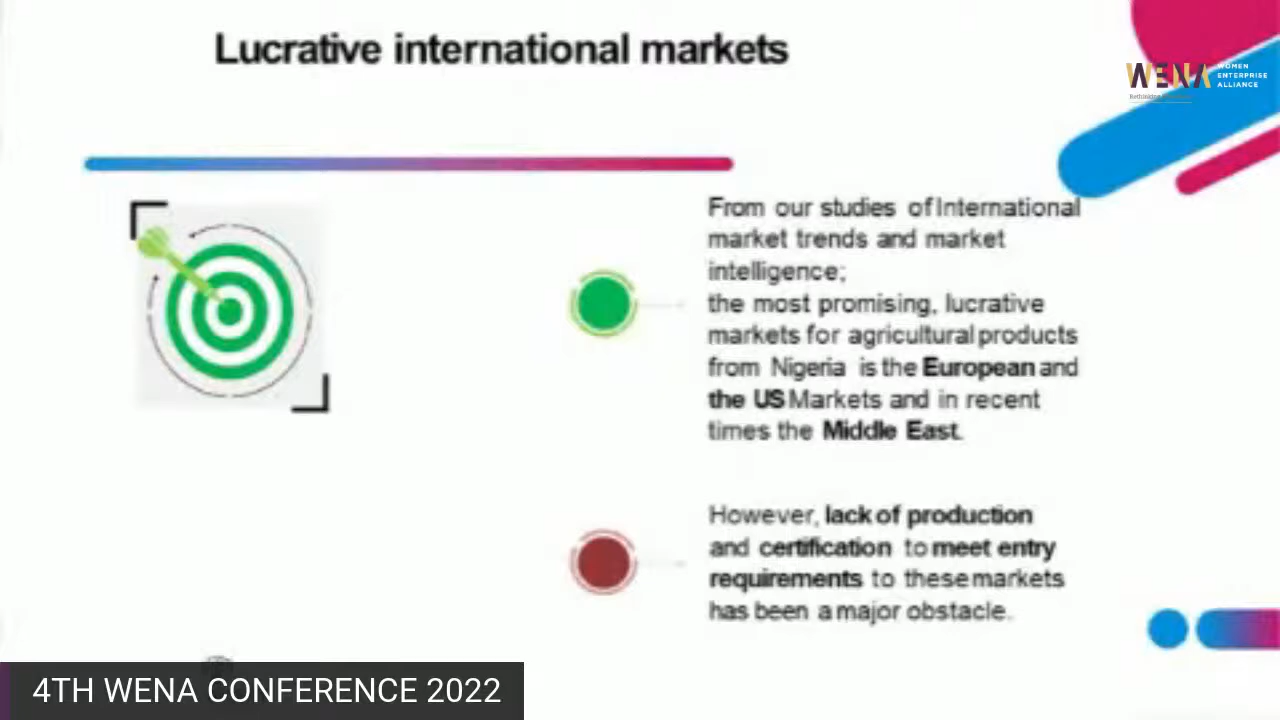 Lucrative international markets
WENA
WOMEN
ENTERPRISE
ALLIANCE
From our studies of International
market trends and market
intelligence;
the most promising, lucrative
markets for agricultural products
from Nigeria is the European and
the US Markets and in recent
times the Middle East.
However, lack of production
and certification to meet entry
requirements to these markets
has been a major obstacle.
4TH WENA CONFERENCE 2022